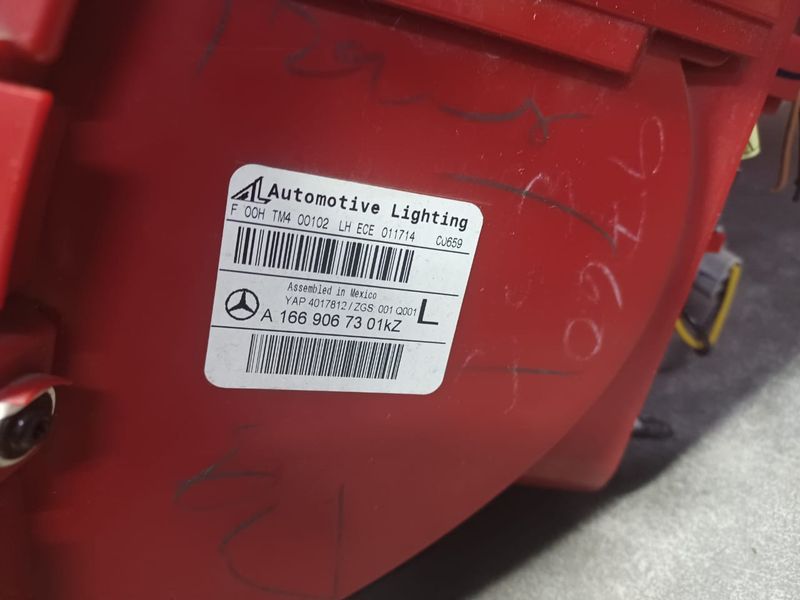 AL Automotive Lighting
F 00H TM4 00102 LH ECE 011714 CU659
Assembled in Mexico
YAP 4017812 / ZGS: 001 Q001 L
A 166 906 73 01kZ